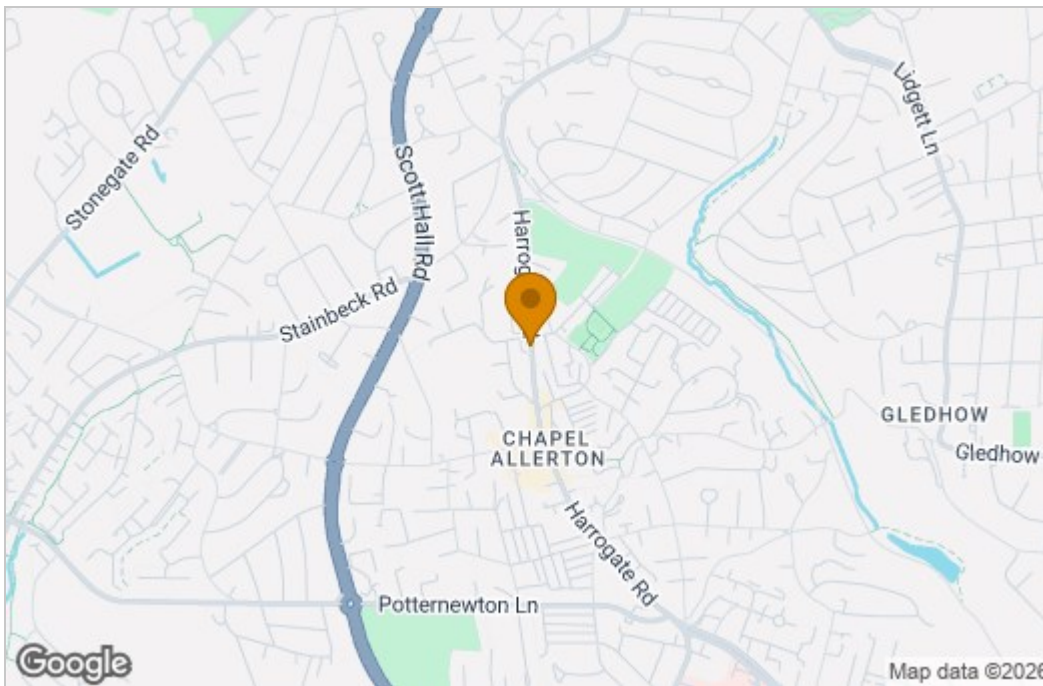 Stonegate Rd
Scott Hall Rd
Lidgett Ln
Harrog
Stainbeck Rd
GLEDHOW
CHAPEL
ALLERTON
Gledhow
Harrogate Rd
Potternewton Ln
Google
Map data ©2026